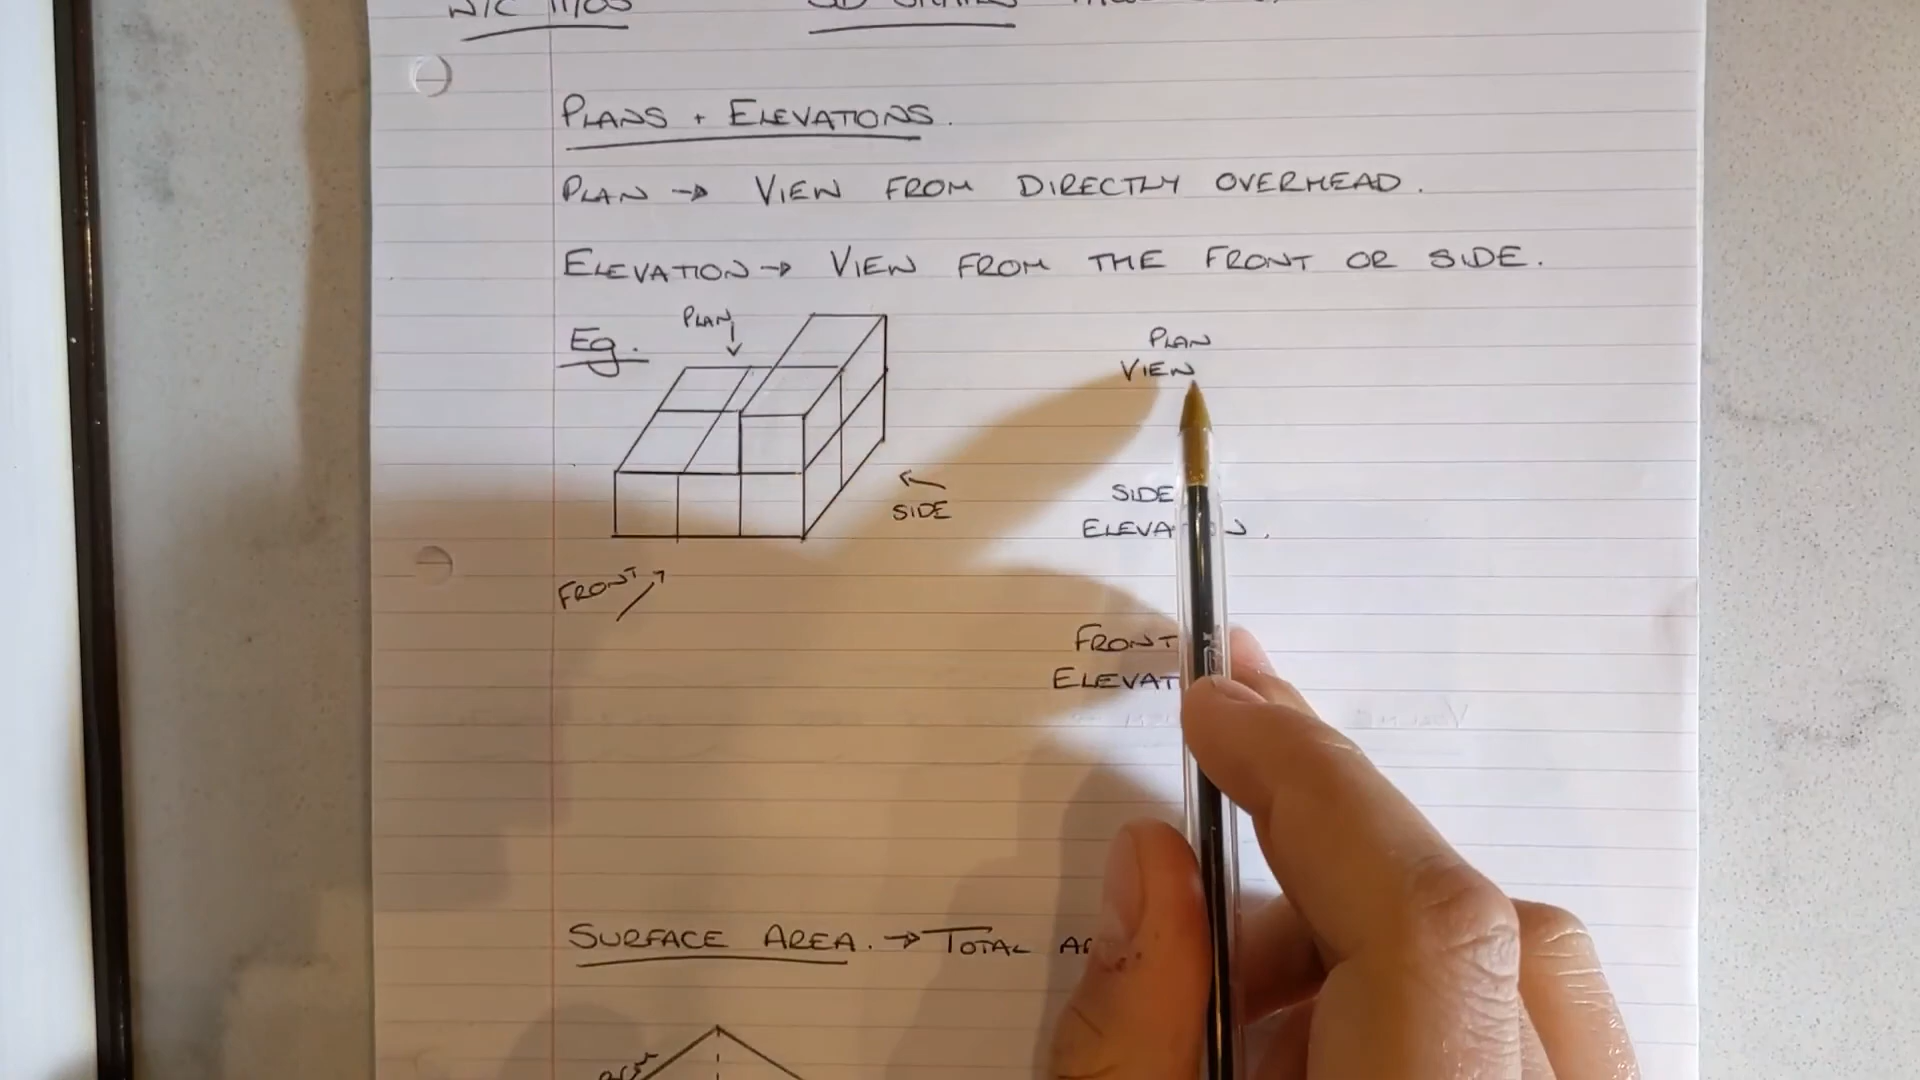 PLANS + ELEVATIONS.
PLAN → VIEW FROM DIRECTLY OVERHEAD.
ELEVATION → VIEW FROM THE FRONT OR SIDE.
Eg.
PLAN
SIDE
FRONT
PLAN
VIEW
SIDE
FRONT
SURFACE AREA. → TOTAL